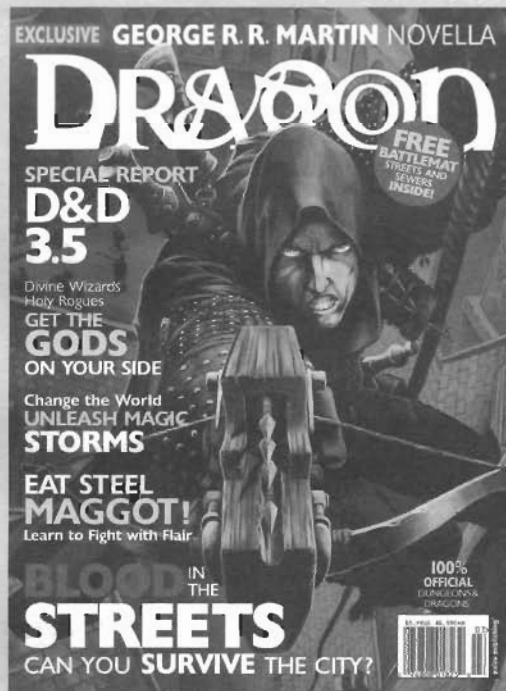 EXCLUSIVE GEORGE R. R. MARTIN NOVELLA
DRAGON
FREE
BATTLEMAT
STREETS AND
SEWERS
INSIDE!
SPECIAL REPORT
D&D
3.5
Divine Wizards
Holy Rogues
GET THE
GODS
ON YOUR SIDE
Change the World
UNLEASH MAGIC
STORMS
EAT STEEL
MAGGOT!
Learn to Fight with Flair
BLOOD IN
THE
STREETS
CAN YOU SURVIVE THE CITY?
100%
OFFICIAL
DUNGEONS &
DRAGONS